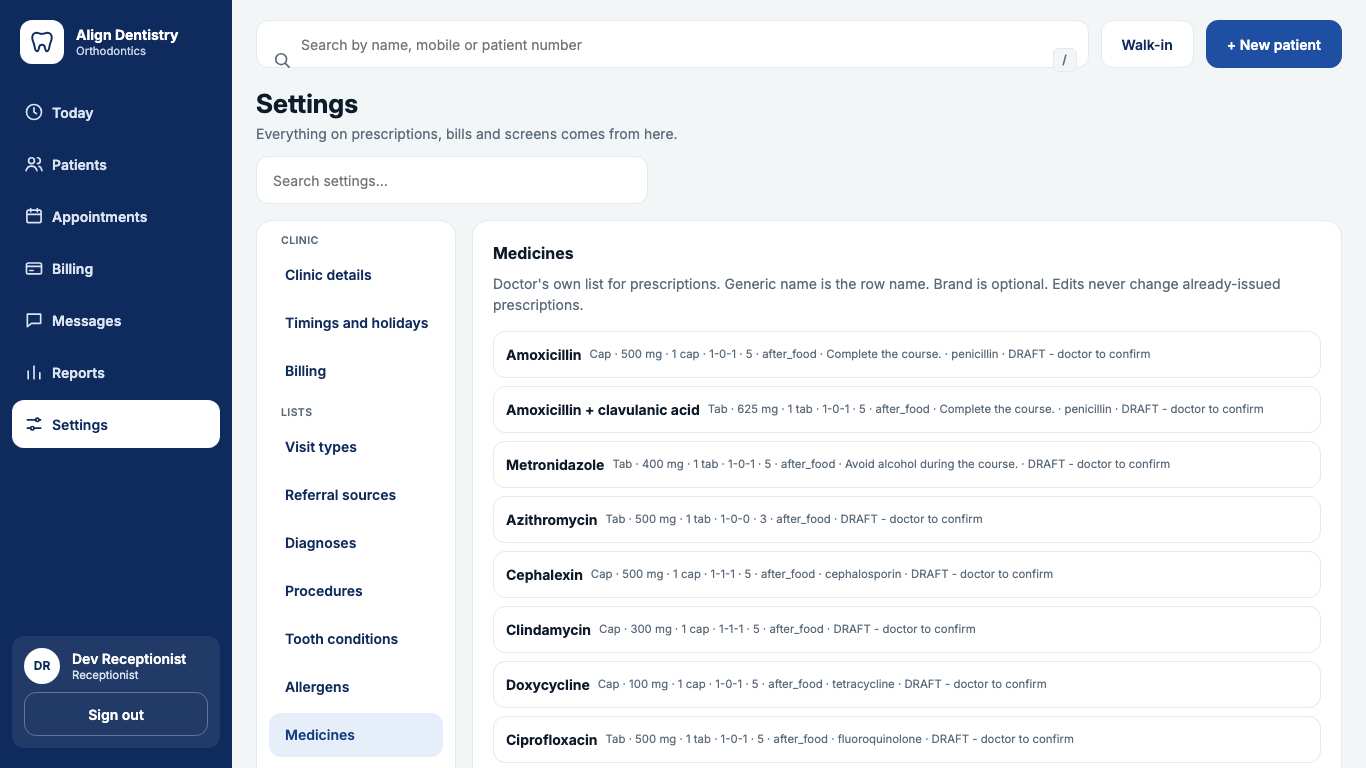 Align Dentistry
Orthodontics
Today
Patients
Appointments
Billing
Messages
Reports
Settings
DR
Dev Receptionist
Receptionist
Sign out
Search by name, mobile or patient number
/
Walk-in
+ New patient
Settings
Everything on prescriptions, bills and screens comes from here.
Search settings...
CLINIC
Clinic details
Timings and holidays
Billing
LISTS
Visit types
Referral sources
Diagnoses
Procedures
Tooth conditions
Allergens
Medicines
Medicines
Doctor's own list for prescriptions. Generic name is the row name. Brand is optional. Edits never change already-issued
prescriptions.
Amoxicillin Cap · 500 mg · 1 cap · 1-0-1 · 5 · after_food · Complete the course. · penicillin · DRAFT - doctor to confirm
Amoxicillin + clavulanic acid Tab · 625 mg · 1 tab · 1-0-1 · 5 · after_food · Complete the course. · penicillin · DRAFT - doctor to confirm
Metronidazole Tab · 400 mg · 1 tab · 1-0-1 · 5 · after_food · Avoid alcohol during the course. · DRAFT - doctor to confirm
Azithromycin Tab · 500 mg · 1 tab · 1-0-0 · 3 · after_food · DRAFT - doctor to confirm
Cephalexin Cap · 500 mg · 1 cap · 1-1-1 · 5 · after_food · cephalosporin · DRAFT - doctor to confirm
Clindamycin Cap · 300 mg · 1 cap · 1-1-1 · 5 · after_food · DRAFT - doctor to confirm
Doxycycline Cap · 100 mg · 1 cap · 1-0-1 · 5 · after_food · tetracycline · DRAFT - doctor to confirm
Ciprofloxacin Tab · 500 mg · 1 tab · 1-0-1 · 5 · after_food · fluoroquinolone · DRAFT - doctor to confirm